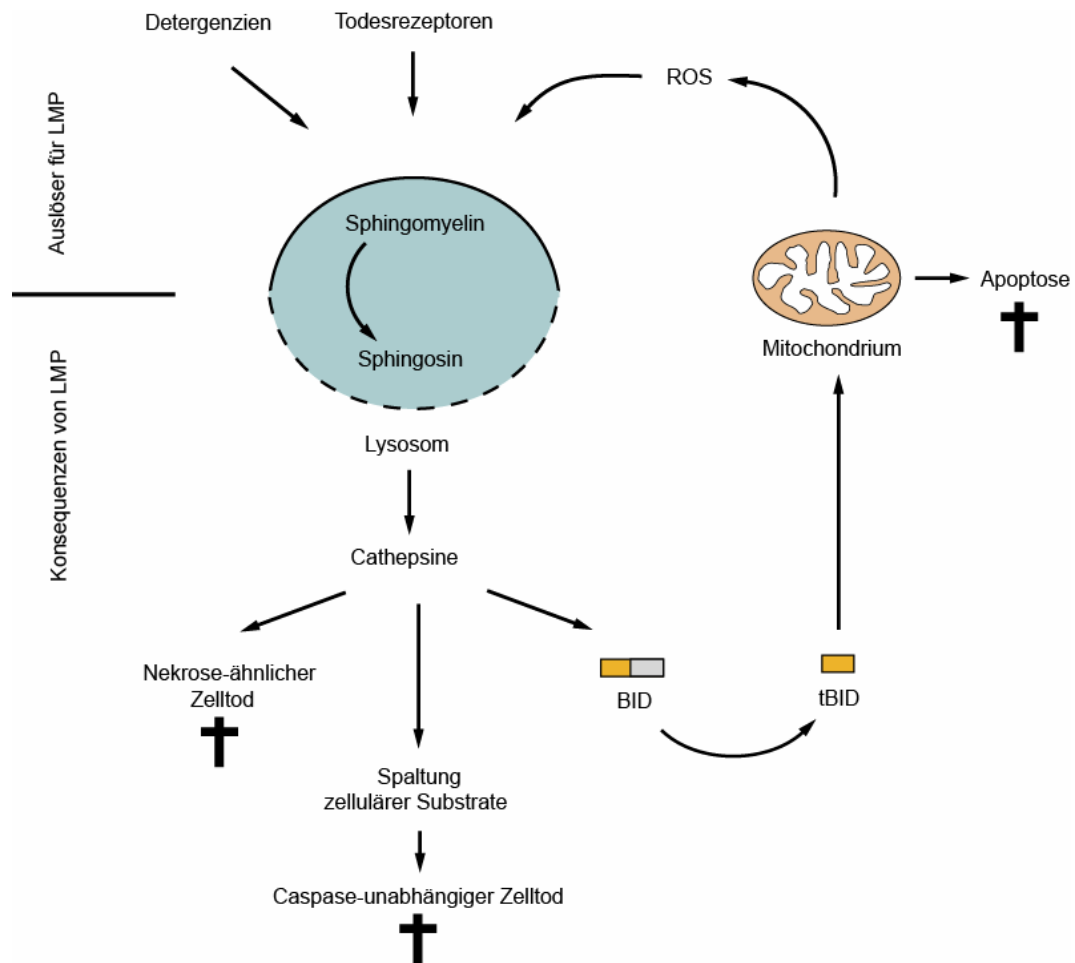 Detergenzien
Todesrezeptoren
ROS
Auslöser für LMP
Sphingomyelin
Sphingosin
Apoptose
Mitochondrium
Konsequenzen von LMP
Lysosom
Cathepsine
Nekrose-ähnlicher
Zelltod
BID
tBID
Spaltung
zellulärer Substrate
Caspase-unabhängiger Zelltod